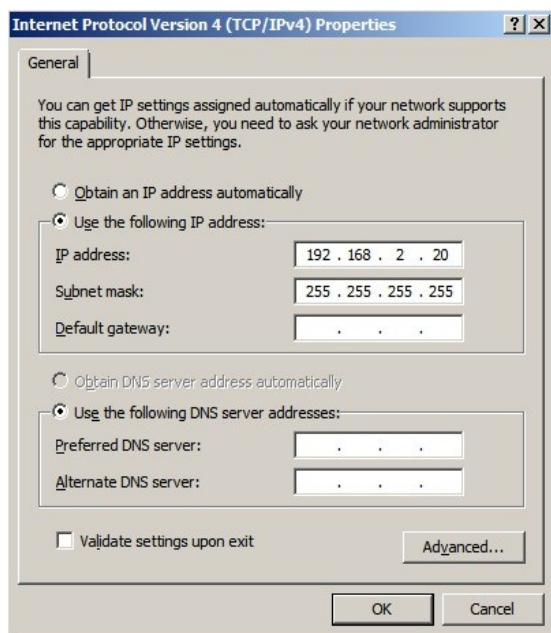 Internet Protocol Version 4 (TCP/IPv4) Properties ? X
General
You can get IP settings assigned automatically if your network supports
this capability. Otherwise, you need to ask your network administrator
for the appropriate IP settings.
Obtain an IP address automatically
Use the following IP address:
IP address: 192 . 168 . 2 . 20
Subnet mask: 255 . 255 . 255 . 255
Default gateway: . . .
Obtain DNS server address automatically
Use the following DNS server addresses:
Preferred DNS server: . . .
Alternate DNS server: . . .
Validate settings upon exit
Advanced...
OK Cancel